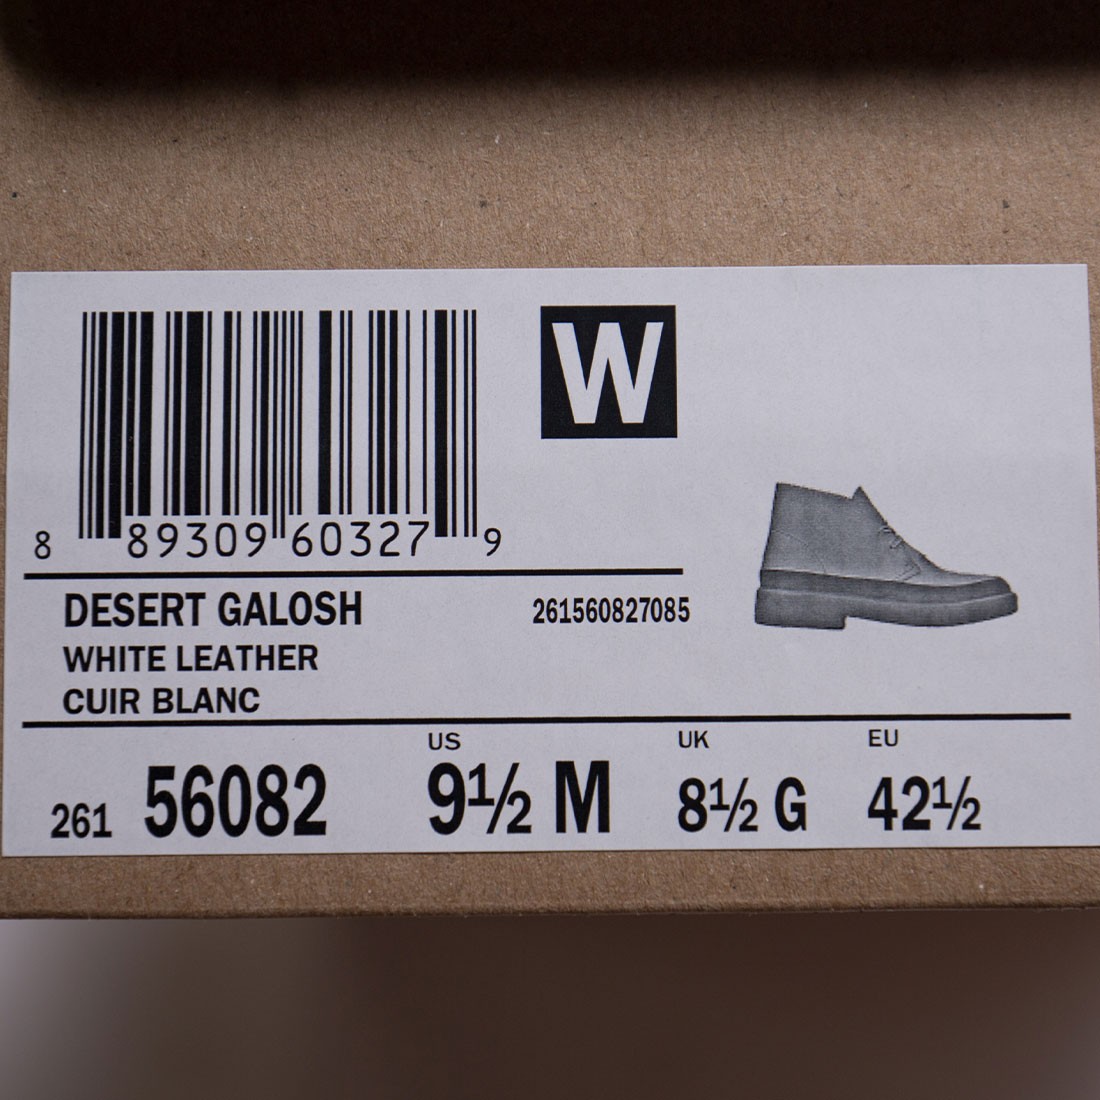 W
8 89309 60327 9
DESERT GALOSH 261560827085
WHITE LEATHER
CUIR BLANC
US UK EU
261 56082 9½ M 8½ G 42½